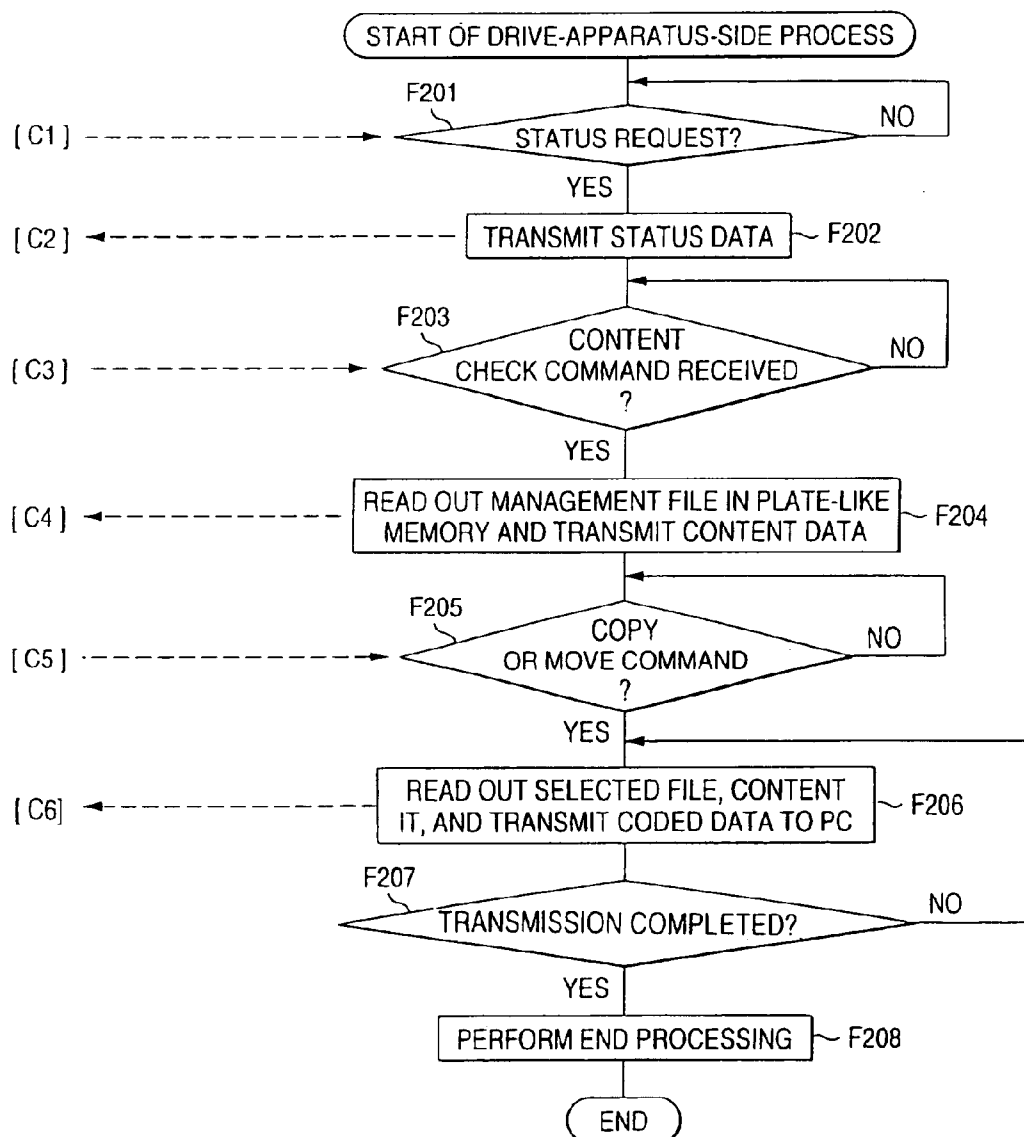 START OF DRIVE-APPARATUS-SIDE PROCESS
F201
NO
[C1]
STATUS REQUEST?
YES
[C2]
TRANSMIT STATUS DATA
F202
F203
CONTENT
NO
[C3]
CHECK COMMAND RECEIVED
?
YES
READ OUT MANAGEMENT FILE IN PLATE-LIKE
[C4]
F204
MEMORY AND TRANSMIT CONTENT DATA
F205
COPY
NO
[C5]
OR MOVE COMMAND
?
YES
READ OUT SELECTED FILE, CONTENT
[C6]
F206
IT, AND TRANSMIT CODED DATA TO PC
F207
NO
TRANSMISSION COMPLETED?
YES
PERFORM END PROCESSING
F208
END